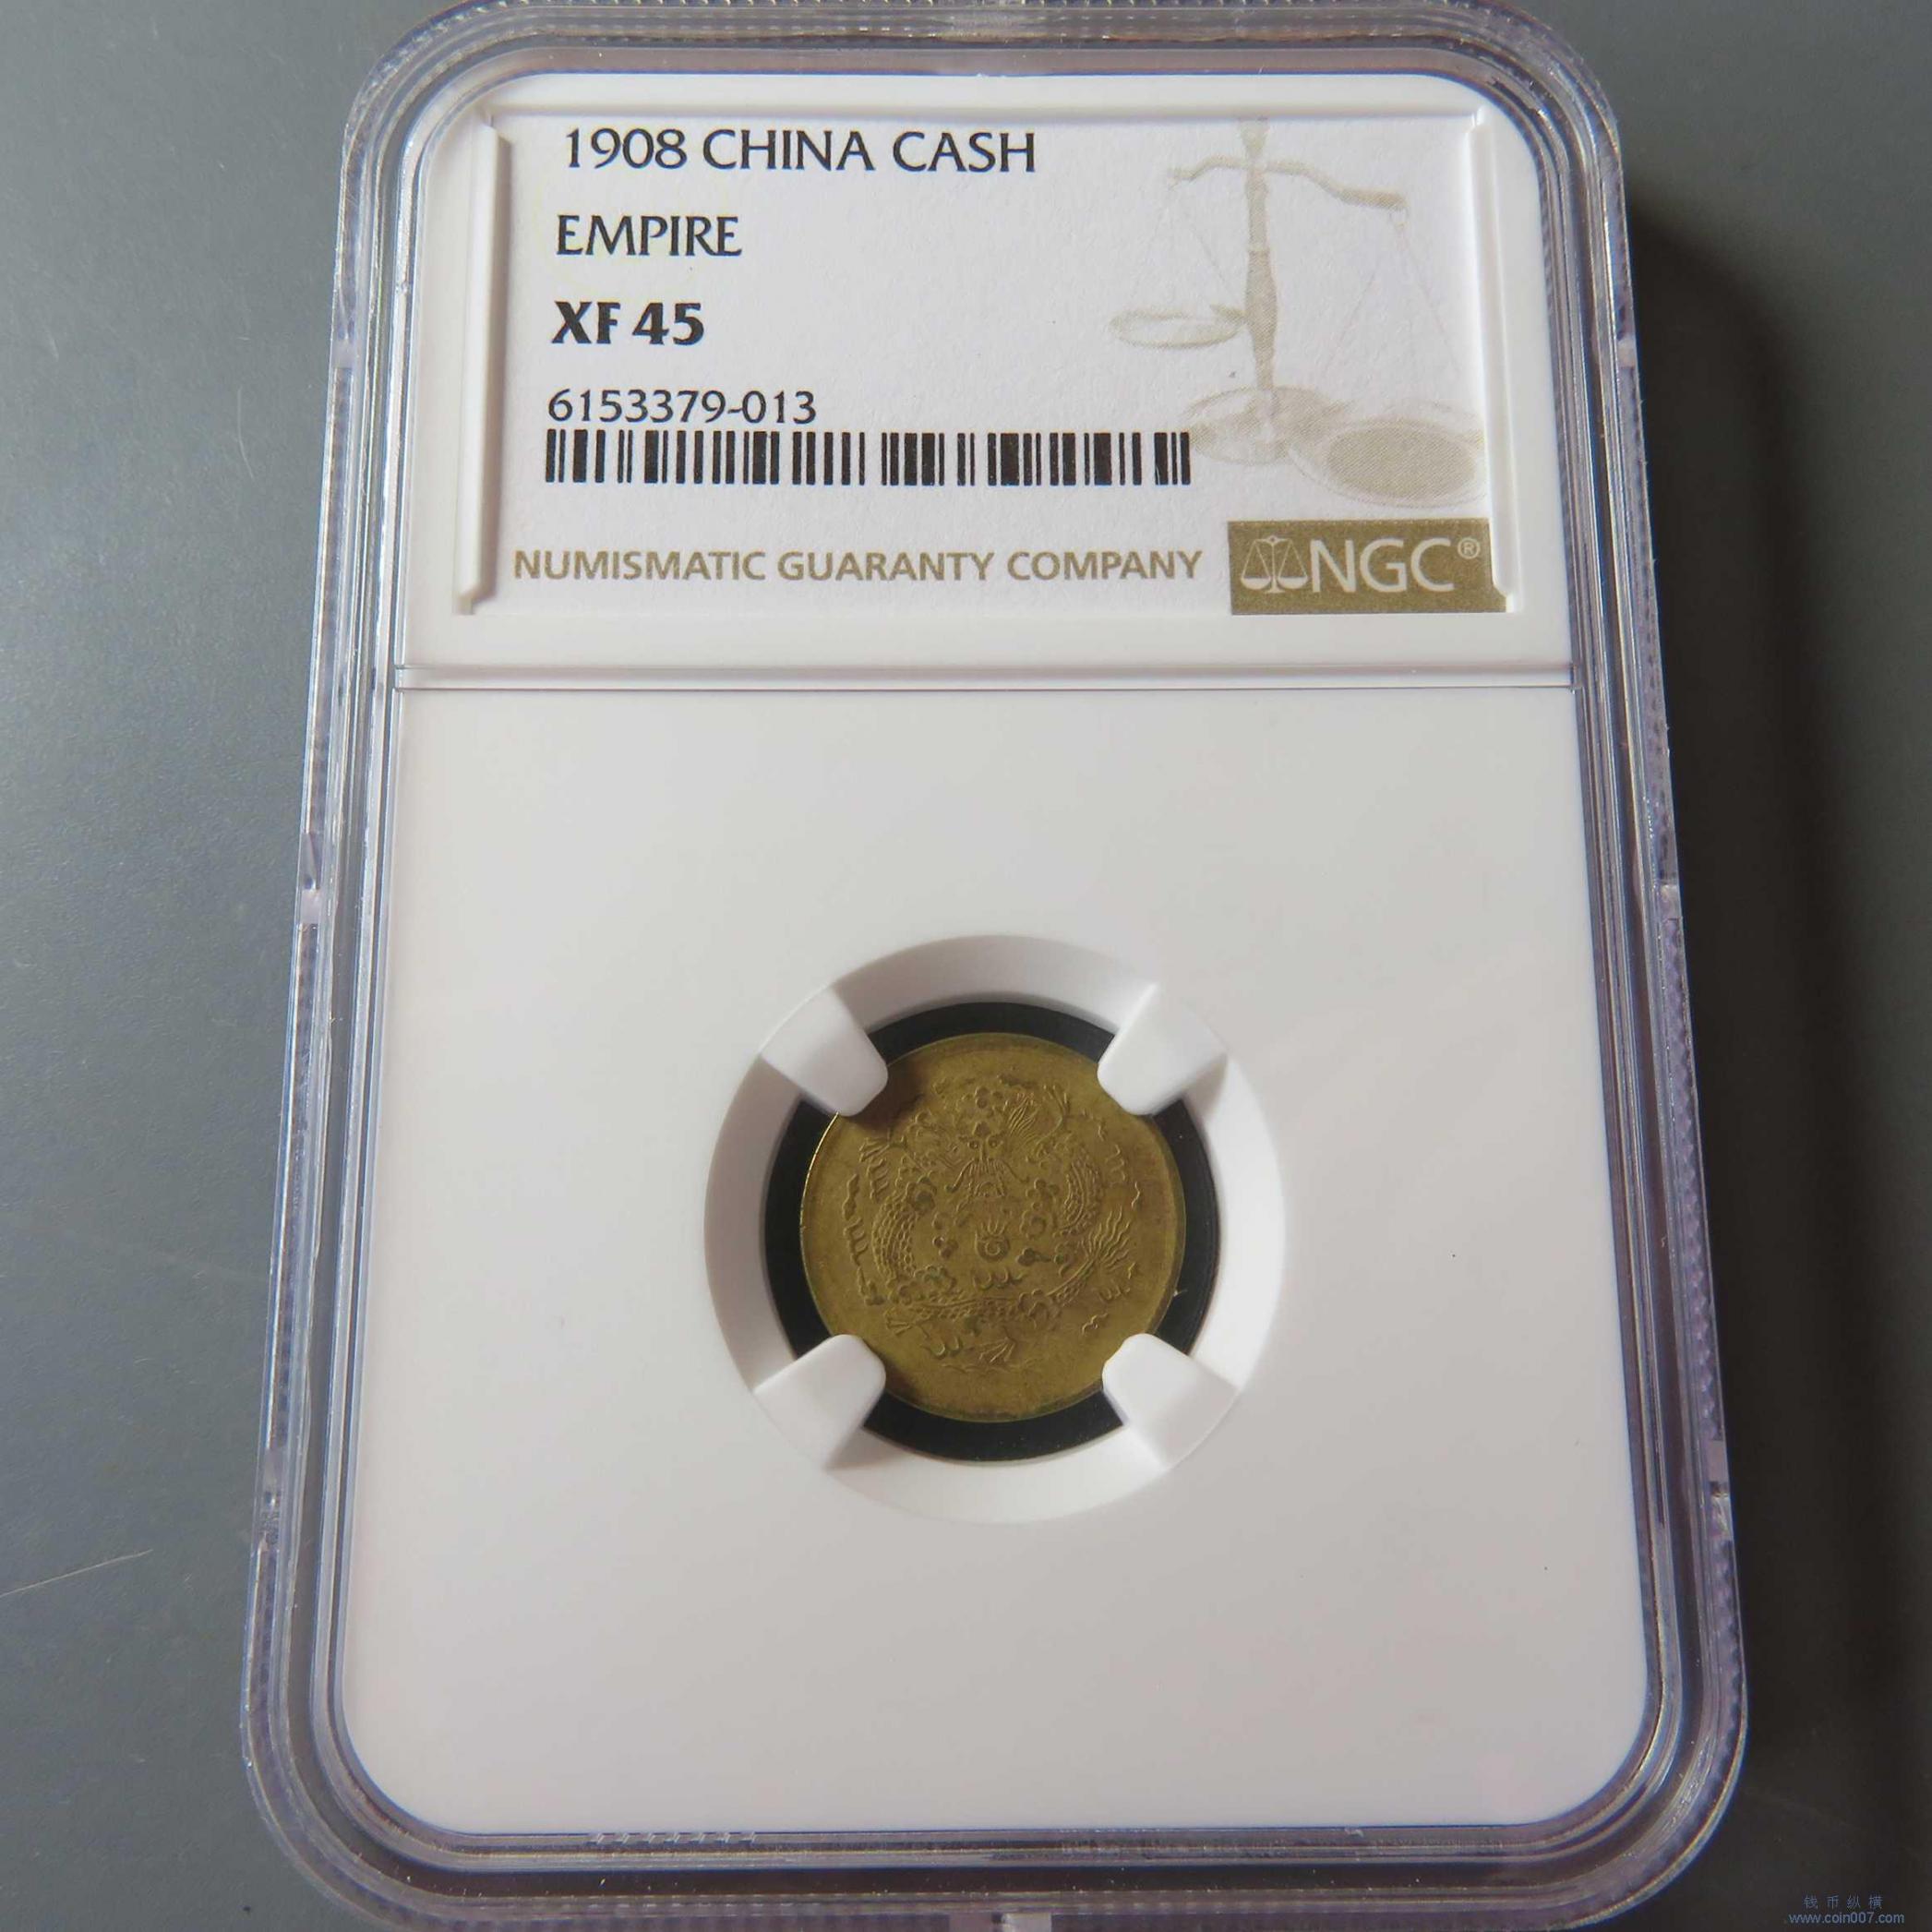 1908 CHINA CASH
EMPIRE
XF 45
6153379-013
NUMISMATIC GUARANTY COMPANY
NGC®
钱币纵横
www.coin007.com